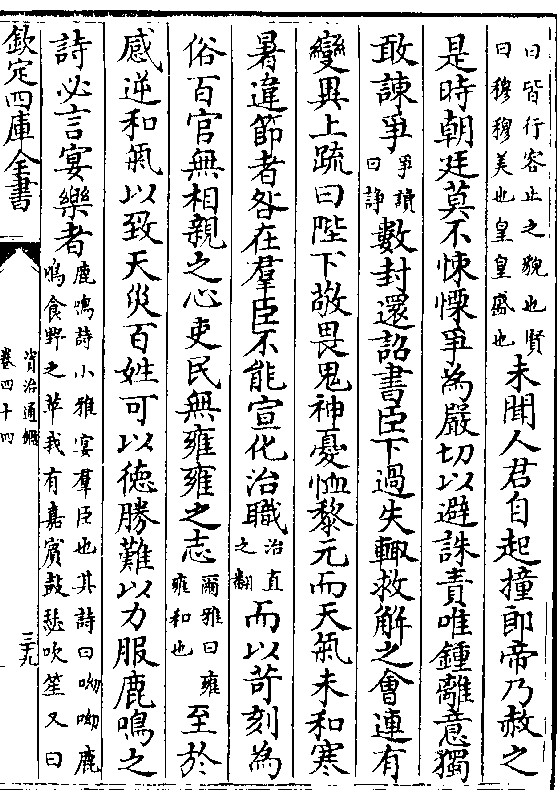 曰皆行容止之貌也賢
曰穆穆美也皇皇盛也
未聞人君自起撞郎帝乃赦之
是時朝廷莫不悚慄爭為嚴切以避誅責唯鍾離意獨
敢諫爭
爭讀
曰諍
數封還詔書臣下過失輙救解之會連有
變異上疏曰陛下敬畏鬼神憂恤黎元而天氣未和寒
暑違節者咎在羣臣不能宣化治職
治直
之翻
而以苛刻為
俗百官無相親之心吏民無雍雍之志
爾雅曰雍
雍和也
至於
感逆和氣以致天災百姓可以德勝難以力服鹿鳴之
詩必言宴樂者
鹿鳴詩小雅宴羣臣也其詩曰呦呦鹿
鳴食野之苹我有嘉賓鼓瑟吹笙又曰
欽定四庫全書
資治通鑑
卷四十四
三九